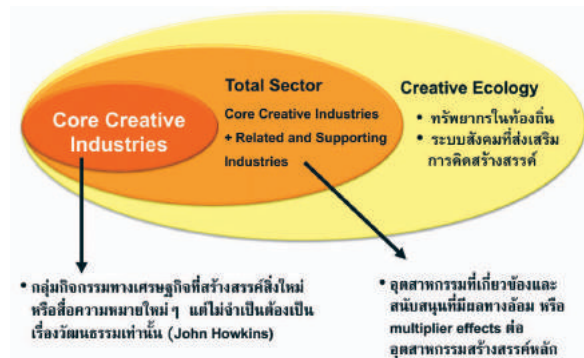 Core Creative
Industries
Total Sector
Core Creative Industries
+ Related and Supporting
Industries
Creative Ecology
• ทรัพยากรในท้องถิ่น
• ระบบสังคมที่ส่งเสริม
การคิดสร้างสรรค์
• กลุ่มกิจกรรมทางเศรษฐกิจที่สร้างสรรค์สิ่งใหม่
หรือสื่อความหมายใหม่ ๆ แต่ไม่จำเป็นต้องเป็น
เรื่องวัฒนธรรมเท่านั้น (John Howkins)
• อุตสาหกรรมที่เกี่ยวข้องและ
สนับสนุนที่มีผลทางอ้อม หรือ
multiplier effects ต่อ
อุตสาหกรรมสร้างสรรค์หลัก